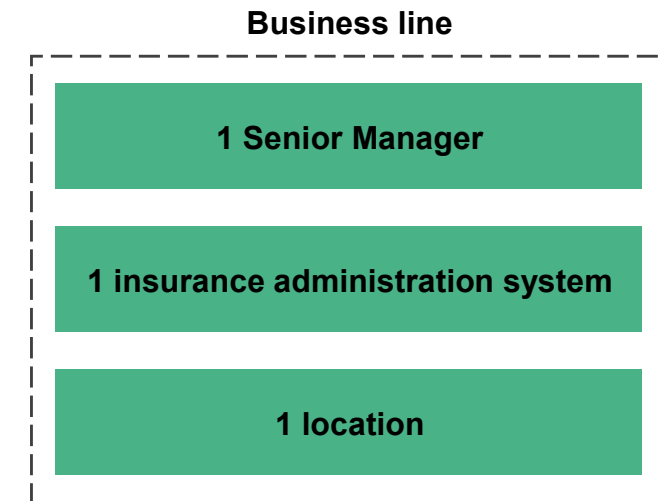 Business line
1 Senior Manager
1 insurance administration system
1 location